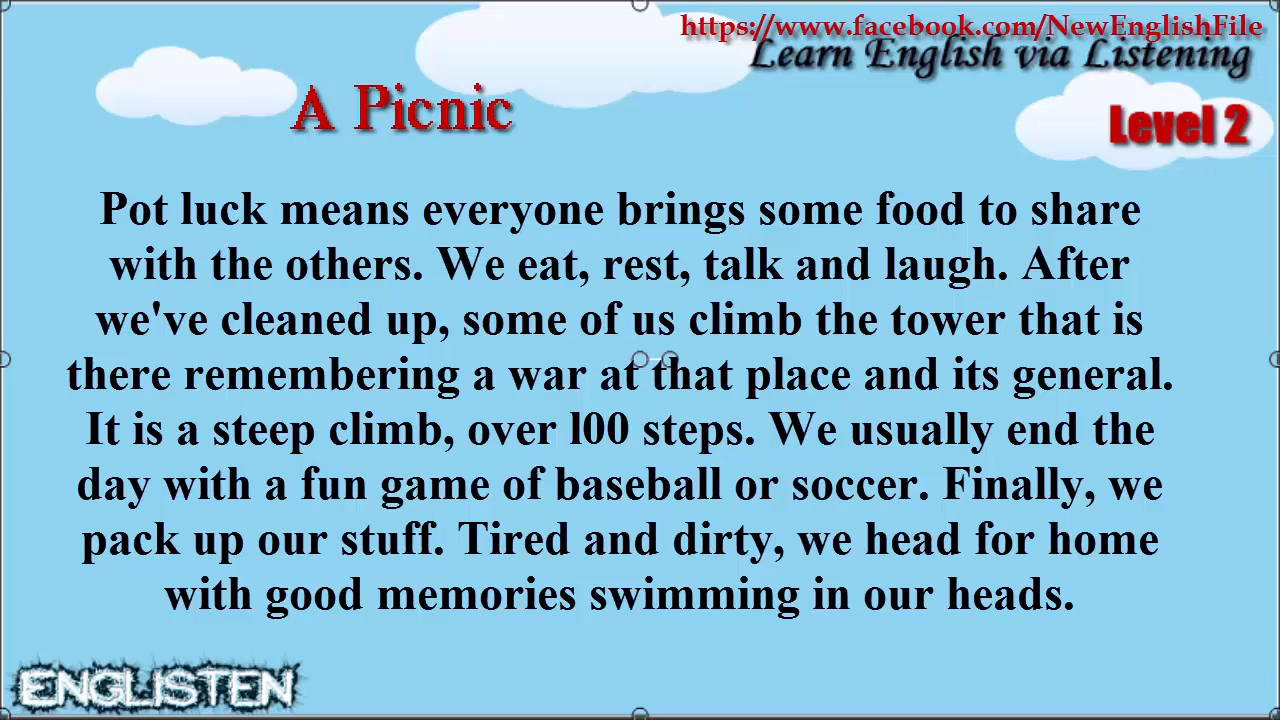 https://www.facebook.com/NewEnglishFile
Learn English via Listening
A Picnic
Level 2
Pot luck means everyone brings some food to share
with the others. We eat, rest, talk and laugh. After
we've cleaned up, some of us climb the tower that is
there remembering a war at that place and its general.
It is a steep climb, over l00 steps. We usually end the
day with a fun game of baseball or soccer. Finally, we
pack up our stuff. Tired and dirty, we head for home
with good memories swimming in our heads.
ENGLISTEN